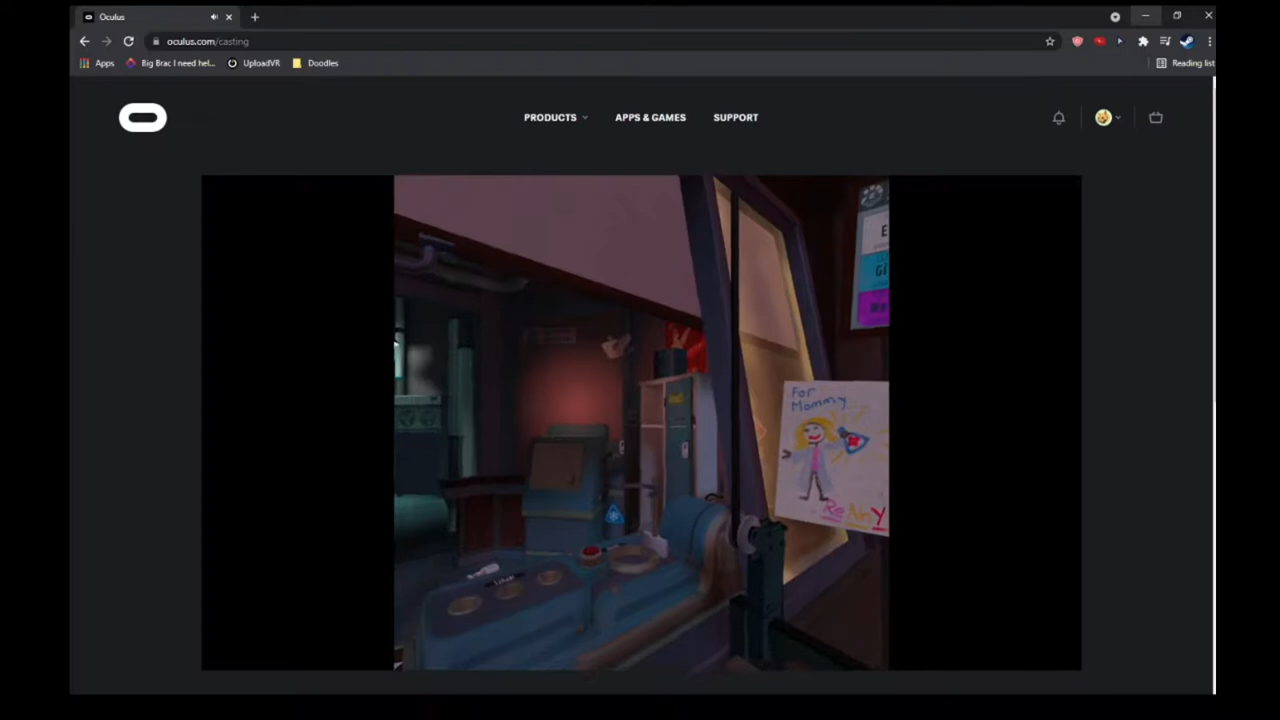 Oculus
oculus.com/casting
Apps
Big Brac I need hel...
UploadVR
Doodles
Reading list
PRODUCTS
APPS & GAMES
SUPPORT
For
Mommy
ReNNY